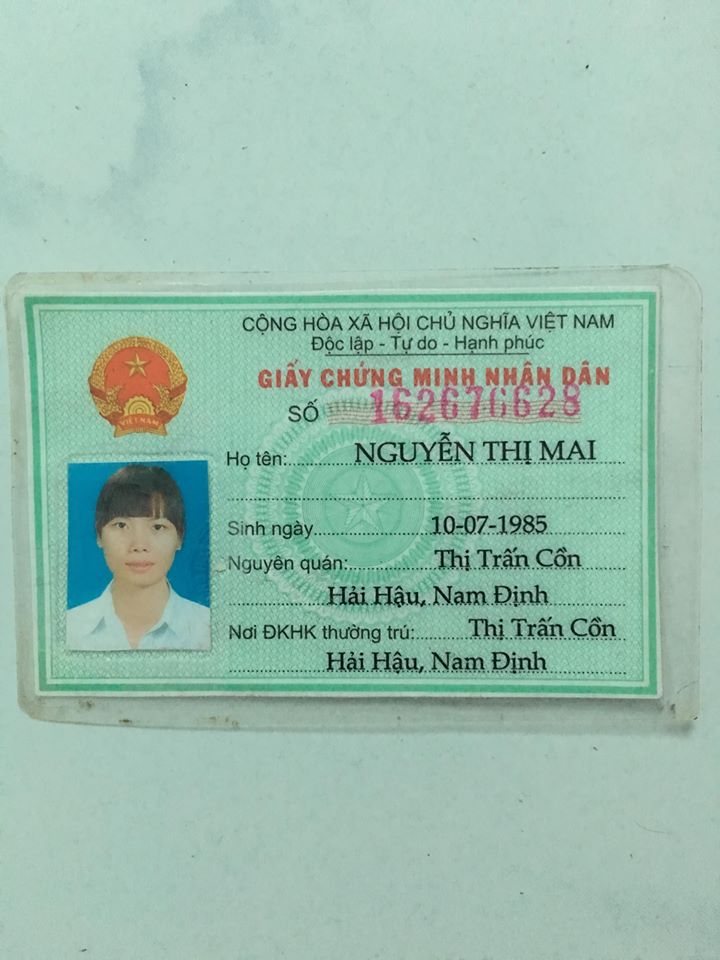 CỘNG HÒA XÃ HỘI CHỦ NGHĨA VIỆT NAM
Độc lập - Tự do - Hạnh phúc
GIẤY CHỨNG MINH NHÂN DÂN
SỐ 162676628
VIỆT NAM
Họ tên: NGUYỄN THỊ MAI
Sinh ngày 10-07-1985
Nguyên quán: Thị Trấn Cồn
Hải Hậu, Nam Định
Nơi ĐKHK thường trú: Thị Trấn Cồn
Hải Hậu, Nam Định